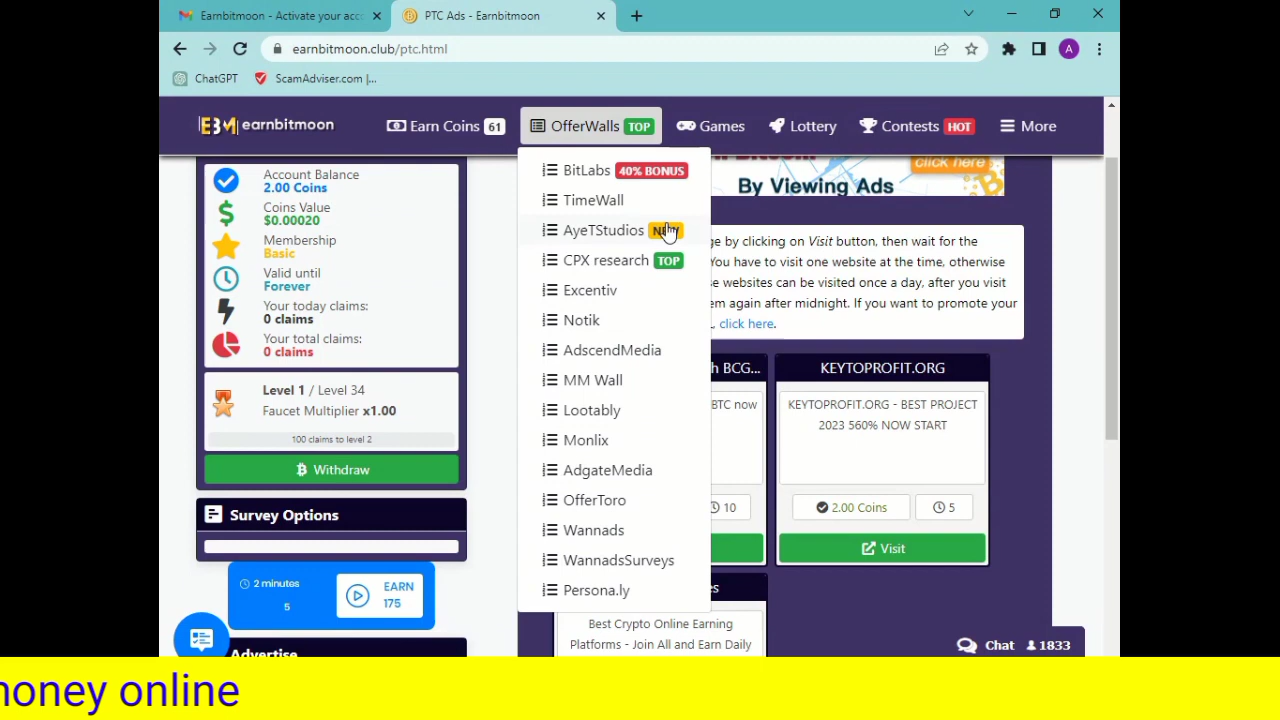 Earnbitmoon - Activate your acc
PTC Ads - Earnbitmoon
earnbitmoon.club/ptc.html
A
ChatGPT
ScamAdviser.com |...
EBM earnbitmoon
Earn Coins 61
OfferWalls TOP
Games
Lottery
Contests HOT
More
Account Balance
2.00 Coins
Coins Value
$0.00020
Membership
Basic
Valid until
Forever
Your today claims:
0 claims
Your total claims:
0 claims
Level 1 / Level 34
Faucet Multiplier x1.00
100 claims to level 2
Withdraw
Survey Options
2 minutes
5
EARN
175
Advertise
BitLabs 40% BONUS
TimeWall
AyeTStudios
CPX research TOP
Excentiv
Notik
AdscendMedia
MM Wall
Lootably
Monlix
AdgateMedia
OfferToro
Wannads
WannadsSurveys
Persona.ly
click here
By Viewing Ads
ge by clicking on Visit button, then wait for the
You have to visit one website at the time, otherwise
se websites can be visited once a day, after you visit
em again after midnight. If you want to promote your
, click here.
h BCG...
BTC now
10
KEYTOPROFIT.ORG
KEYTOPROFIT.ORG - BEST PROJECT
2023 560% NOW START
2.00 Coins
5
Visit
es
Best Crypto Online Earning
Platforms - Join All and Earn Daily
Chat 1833
money online